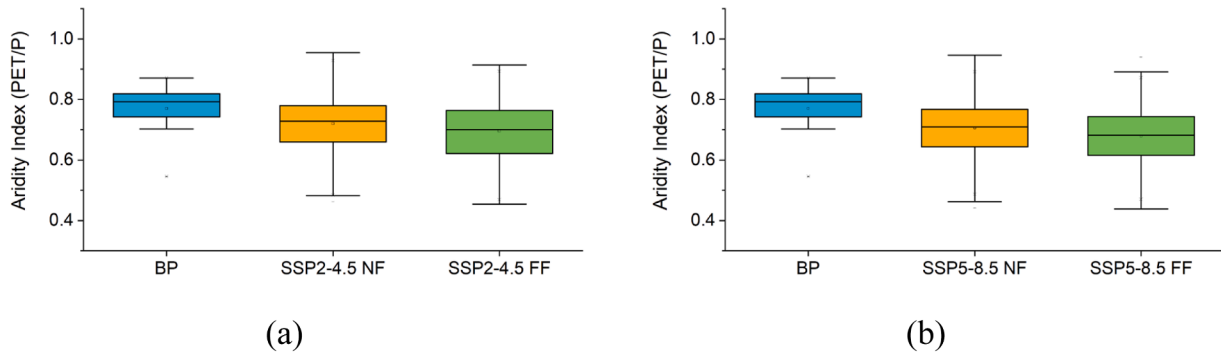 Aridity Index (PET/P)
1.0
0.8
0.6
0.4
BP
SSP2-4.5 NF
SSP2-4.5 FF
(a)
Aridity Index (PET/P)
1.0
0.8
0.6
0.4
BP
SSP5-8.5 NF
SSP5-8.5 FF
(b)